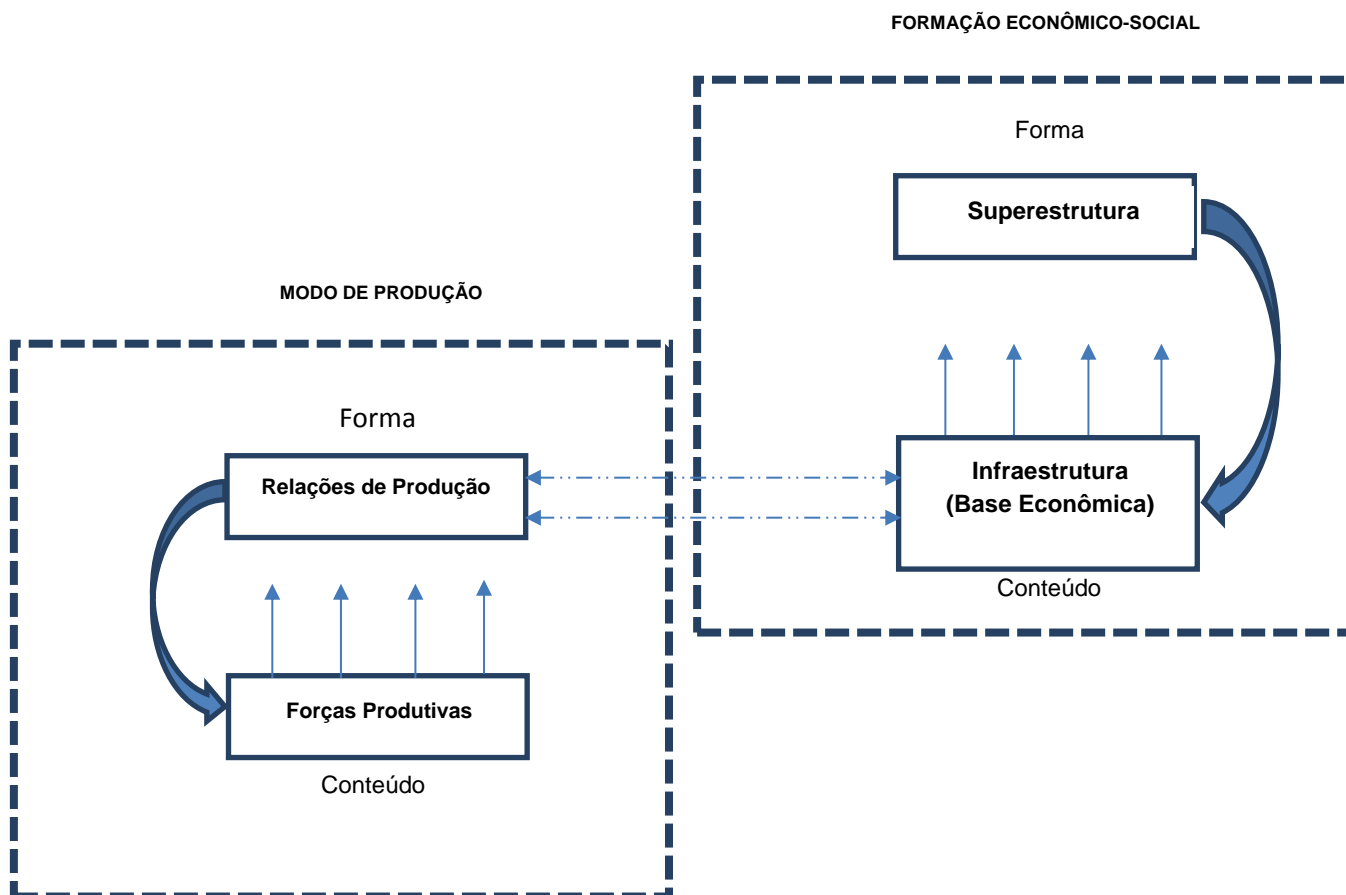 FORMAÇÃO ECONÔMICO-SOCIAL
Forma
Superestrutura
MODO DE PRODUÇÃO
Forma
Relações de Produção
Infraestrutura
(Base Econômica)
Conteúdo
Forças Produtivas
Conteúdo